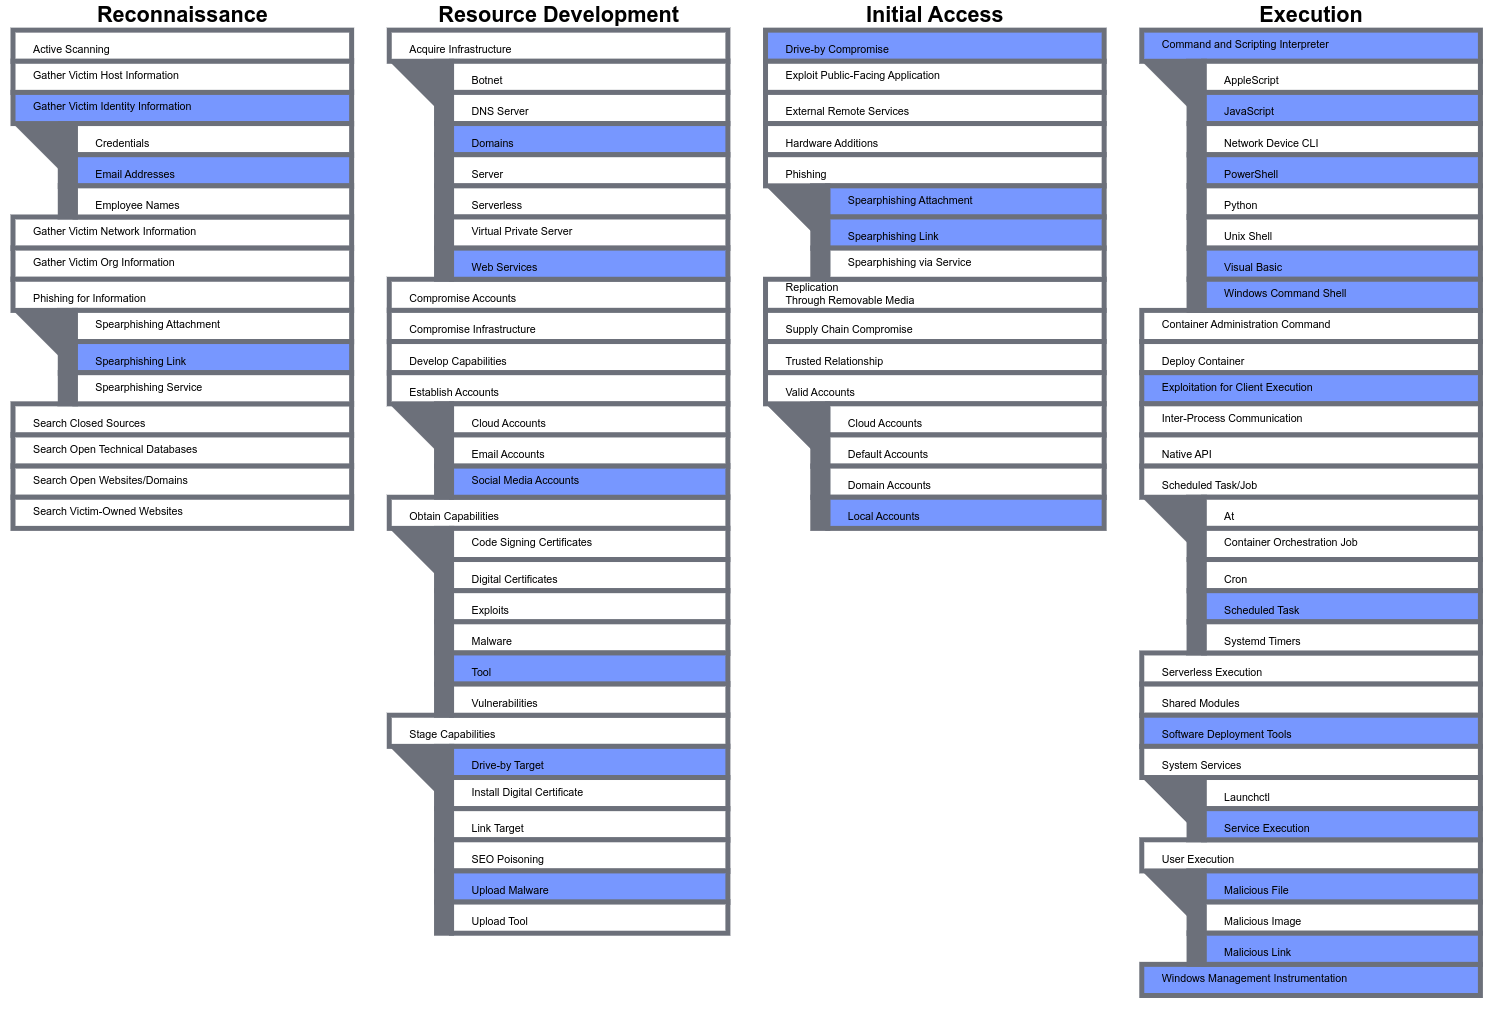 Reconnaissance
Active Scanning
Gather Victim Host Information
Gather Victim Identity Information
Credentials
Email Addresses
Employee Names
Gather Victim Network Information
Gather Victim Org Information
Phishing for Information
Spearphishing Attachment
Spearphishing Link
Spearphishing Service
Search Closed Sources
Search Open Technical Databases
Search Open Websites/Domains
Search Victim-Owned Websites
Resource Development
Acquire Infrastructure
Botnet
DNS Server
Domains
Server
Serverless
Virtual Private Server
Web Services
Compromise Accounts
Compromise Infrastructure
Develop Capabilities
Establish Accounts
Cloud Accounts
Email Accounts
Social Media Accounts
Obtain Capabilities
Code Signing Certificates
Digital Certificates
Exploits
Malware
Tool
Vulnerabilities
Stage Capabilities
Drive-by Target
Install Digital Certificate
Link Target
SEO Poisoning
Upload Malware
Upload Tool
Initial Access
Drive-by Compromise
Exploit Public-Facing Application
External Remote Services
Hardware Additions
Phishing
Spearphishing Attachment
Spearphishing Link
Spearphishing via Service
Replication
Through Removable Media
Supply Chain Compromise
Trusted Relationship
Valid Accounts
Cloud Accounts
Default Accounts
Domain Accounts
Local Accounts
Execution
Command and Scripting Interpreter
AppleScript
JavaScript
Network Device CLI
PowerShell
Python
Unix Shell
Visual Basic
Windows Command Shell
Container Administration Command
Deploy Container
Exploitation for Client Execution
Inter-Process Communication
Native API
Scheduled Task/Job
At
Container Orchestration Job
Cron
Scheduled Task
Systemd Timers
Serverless Execution
Shared Modules
Software Deployment Tools
System Services
Launchctl
Service Execution
User Execution
Malicious File
Malicious Image
Malicious Link
Windows Management Instrumentation